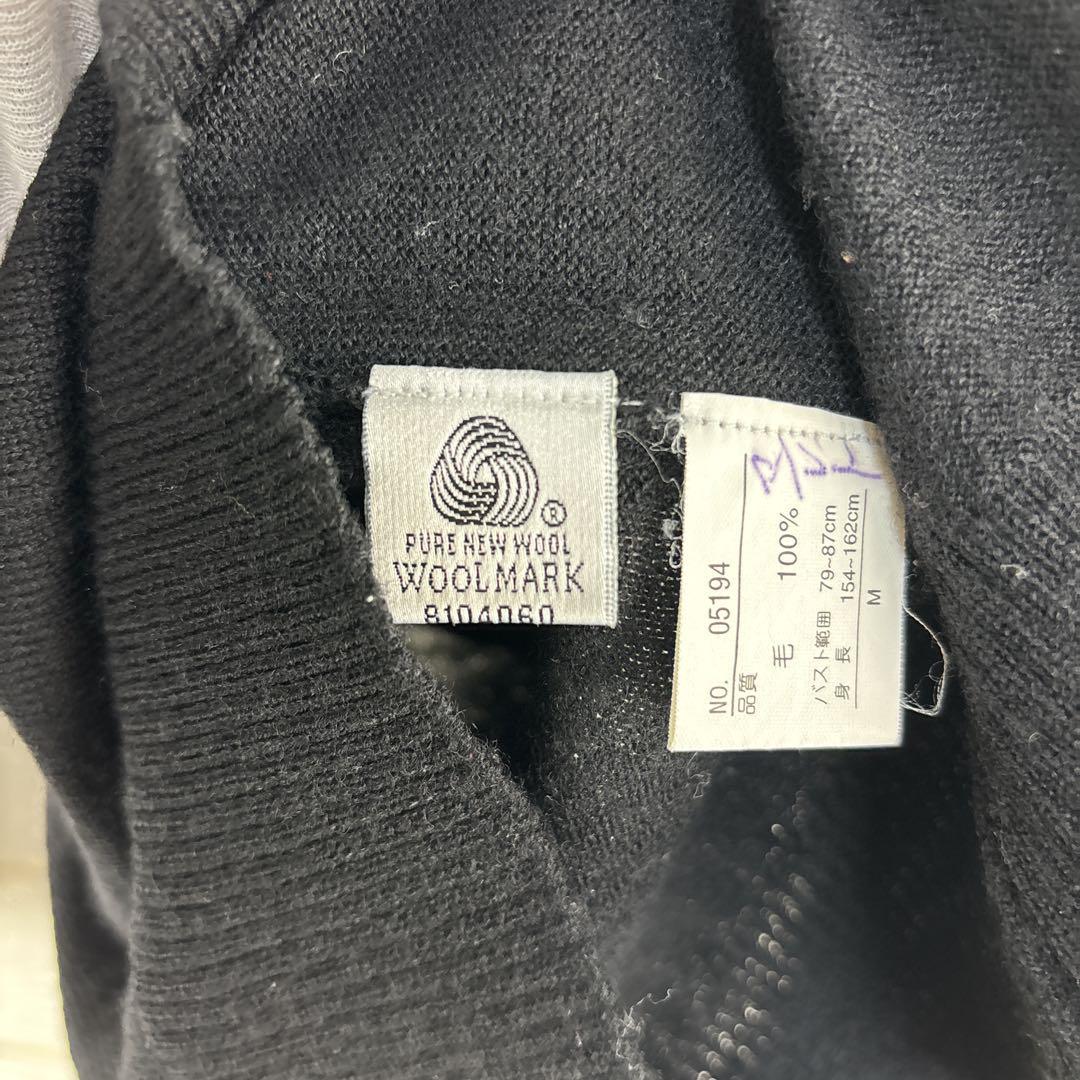 ®
PURE NEW WOOL
WOOLMARK
8104060
NO. 05194
品質
毛 100%
バスト範囲 79~87cm
身長 154~162cm
M